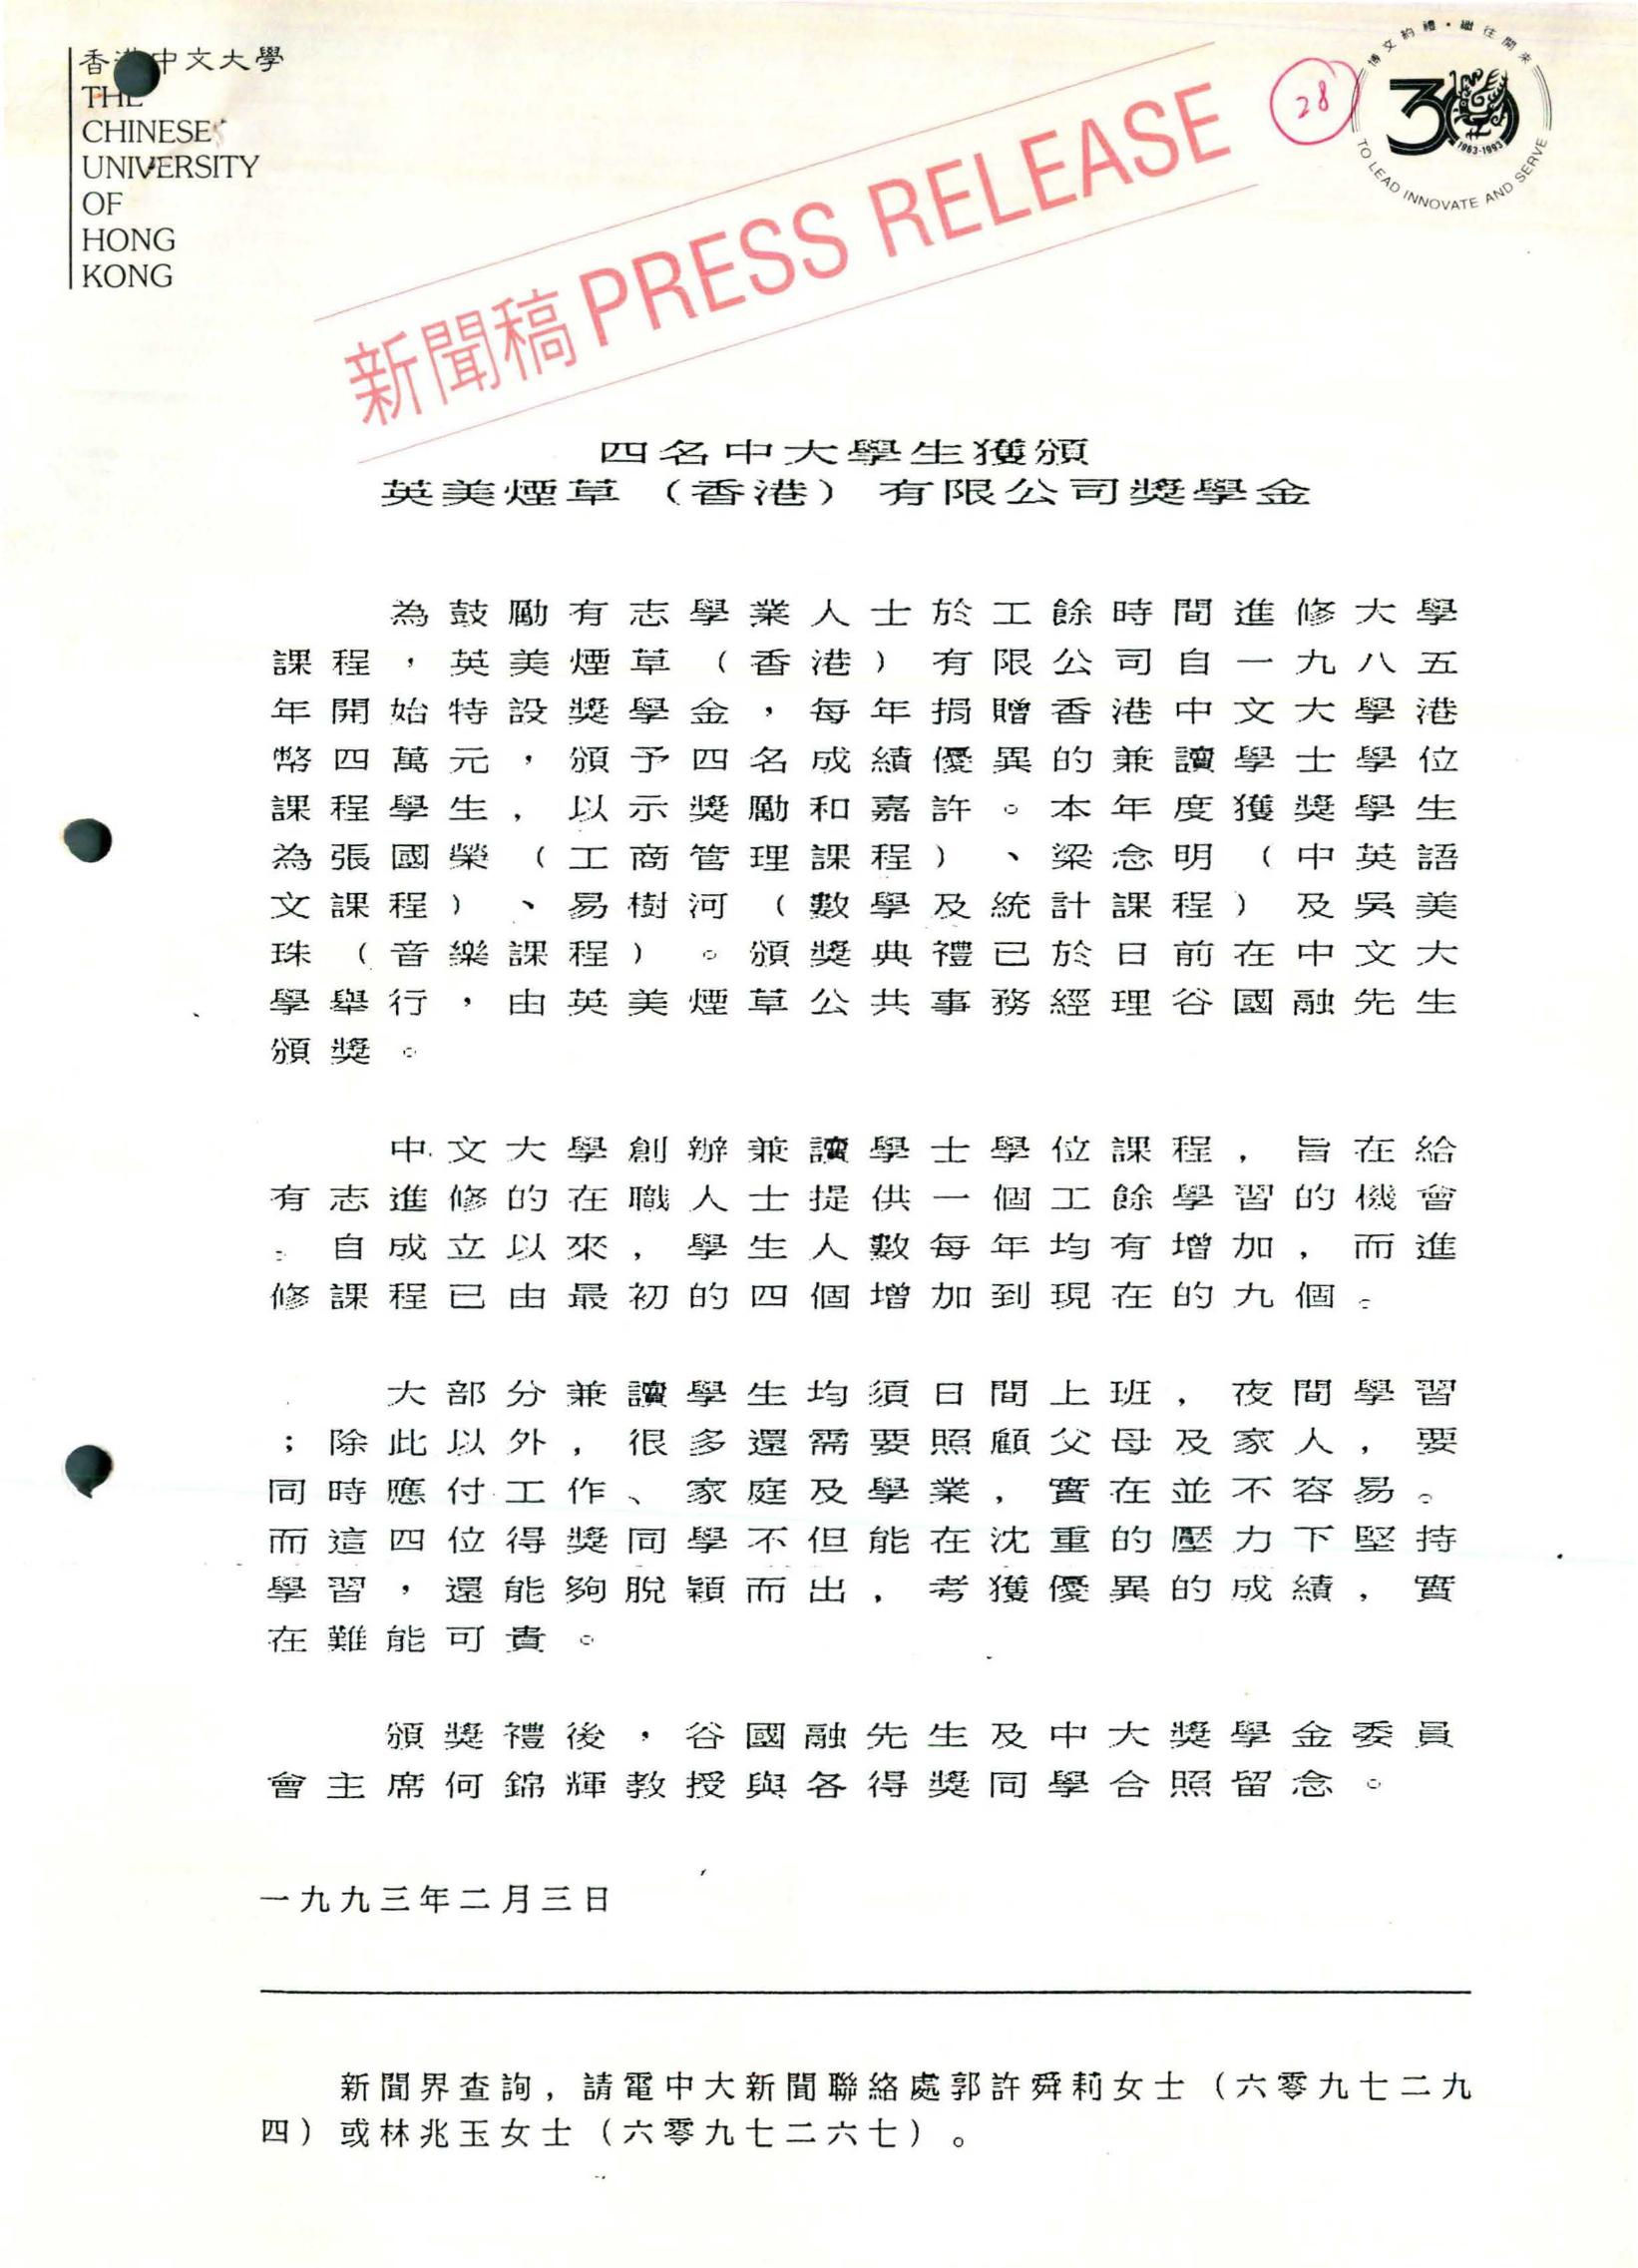 香港中文大學
THE
CHINESE
UNIVERSITY
OF
HONG
KONG
新聞稿 PRESS RELEASE
28
博文約禮・繼往開來
30
1963-1993
TO LEAD INNOVATE AND SERVE
四名中大學生獲頒
英美煙草（香港）有限公司獎學金
為鼓勵有志學業人士於工餘時間進修大學
課程，英美煙草（香港）有限公司自一九八五
年開始特設獎學金，每年捐贈香港中文大學港
幣四萬元，頒予四名成績優異的兼讀學士學位
課程學生，以示獎勵和嘉許。本年度獲獎學生
為張國榮（工商管理課程）、梁念明（中英語
文課程）、易樹河（數學及統計課程）及吳美
珠（音樂課程）。頒獎典禮已於日前在中文大
學舉行，由英美煙草公共事務經理谷國融先生
頒獎。
中文大學創辦兼讀學士學位課程，旨在給
有志進修的在職人士提供一個工餘學習的機會
。自成立以來，學生人數每年均有增加，而進
修課程已由最初的四個增加到現在的九個。
大部分兼讀學生均須日間上班，夜間學習
；除此以外，很多還需要照顧父母及家人，要
同時應付工作、家庭及學業，實在並不容易。
而這四位得獎同學不但能在沈重的壓力下堅持
學習，還能夠脫穎而出，考獲優異的成績，實
在難能可貴。
頒獎禮後，谷國融先生及中大獎學金委員
會主席何錦輝教授與各得獎同學合照留念。
一九九三年二月三日
新聞界查詢，請電中大新聞聯絡處郭許舜莉女士（六零九七二九
四）或林兆玉女士（六零九七二六七）。